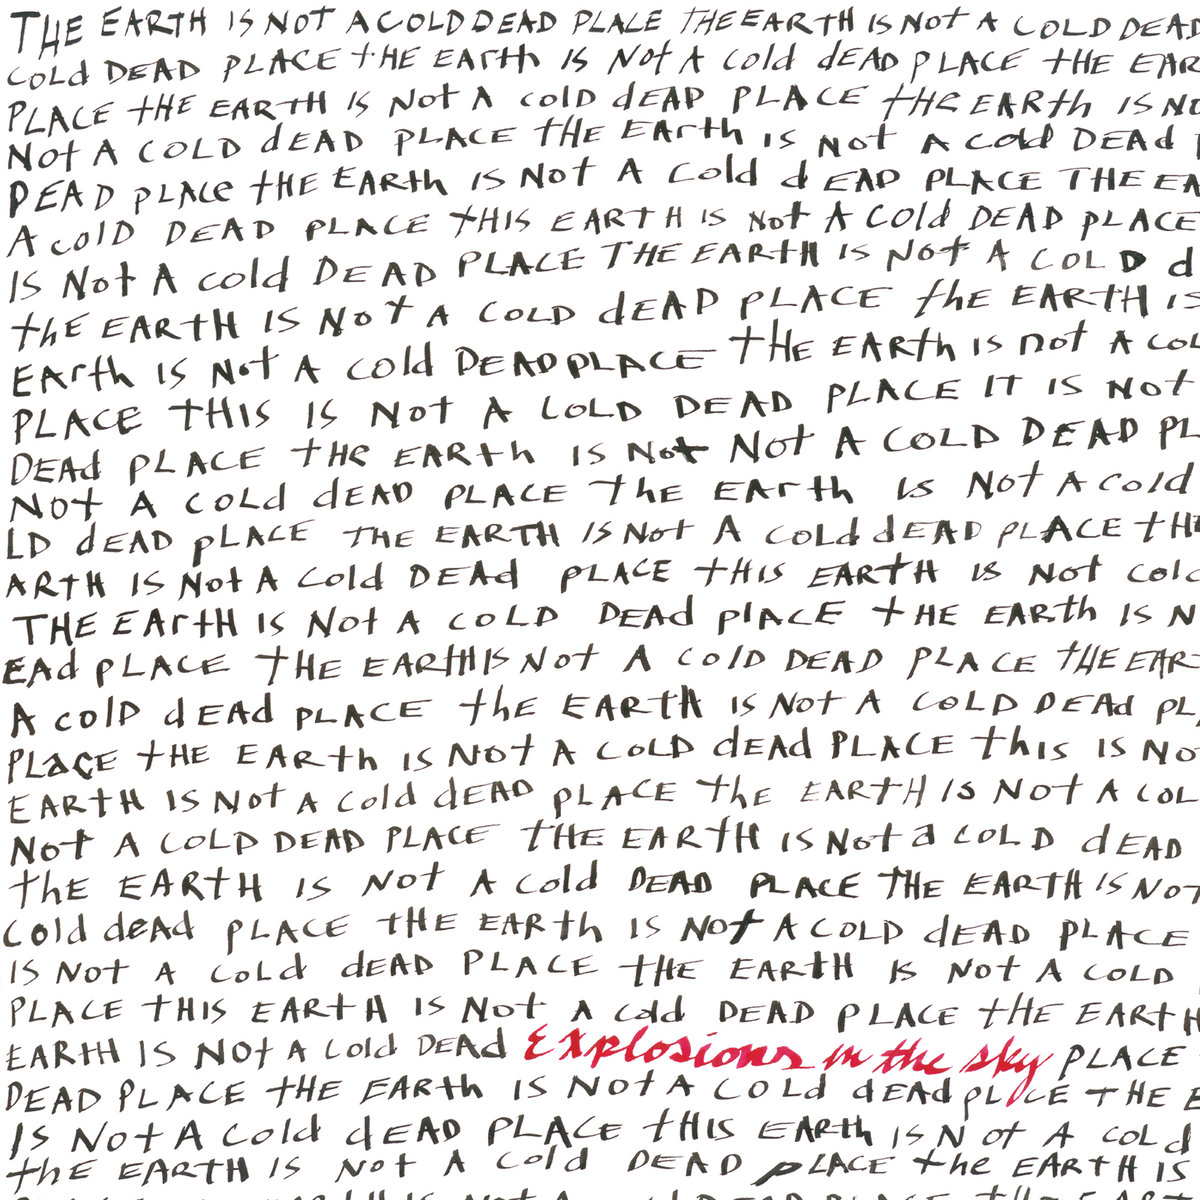 THE EARTH IS NOT A COLD DEAD PLACE THE EARTH IS NOT A COLD DEAD
COLd DEAD PLACE tHE EARth IS Not A Cold dEAD PLACE tHE EAR
PLACE tHE EARTH IS Not A cold dEAD PLACE tHe EARth IS NO
Not A COLD dEAD PLACE tHE EARth IS Not A cold DEAd
DEAD pLACe tHE EARth IS Not A Cold dEAD PLACE THE EA
A colD DEAD PLACE tHIS EARTH IS Not A COld DEAD pLACE
IS Not A cold DEAD PLACE THE EARtH IS Not A COLD d
thE EARtH IS NoT A COLD dEAD PLACE thE EARtH IS
EArth IS Not A cold DEAD pLACE tHE EARth IS not A COL
PLACE tHIS IS NOT A COLD DEAD PLACE IT IS NOT
DEAd pLACE tHe EARth IS Not NOt A COLD DEAD PL
NOt A COLd dEAD PLACE The EArth IS Not A Cold
LD dEAD pLACE THE EARTH IS Not A COLd dEAD pLACE tHE
ARTH IS Not A Cold DEAd PLACE tHIS EARtH IS Not Cold
THE EArtH IS Not A COLD DEAd plACE tHE EARth IS N
EAd pLACE THE EARtH IS Not A ColD DEAD PLACE tHE EAR
A colD dEAd pLACE thE EARtH IS Not A COLD DEAd pL
PLaCE tHE EARth IS Not A COLD dEAd PLACE this IS No
EARtH IS Not A Cold dEAD pLACE the EARtH IS Not A COL
Not A COLD DEAD PLACE tHE EARtH IS Not a COLD dEAD
thE EARtH IS Not A Cold DEAD PLACE THE EARTH IS NOT
Cold deAd pLACE tHE EARth IS Not A COLD dEAD PLACE
IS Not A CoLd dEAD PLACE tHE EARtH IS Not A COLD
PLACE tHIS EARtH IS Not A Cold DEAD PLACE tHE EARtH
EARtH IS NOt A Cold DEAD Explosions in the sky PLACE
DEAD PLACE tHE EARth IS NOt A COLd dEAd pLACE THE E
IS NOt A Cold dEAD PLACE tHIS EARth IS Not A COLd
the EARTH IS Not A Cold DEAD pLACE the EARTH IS